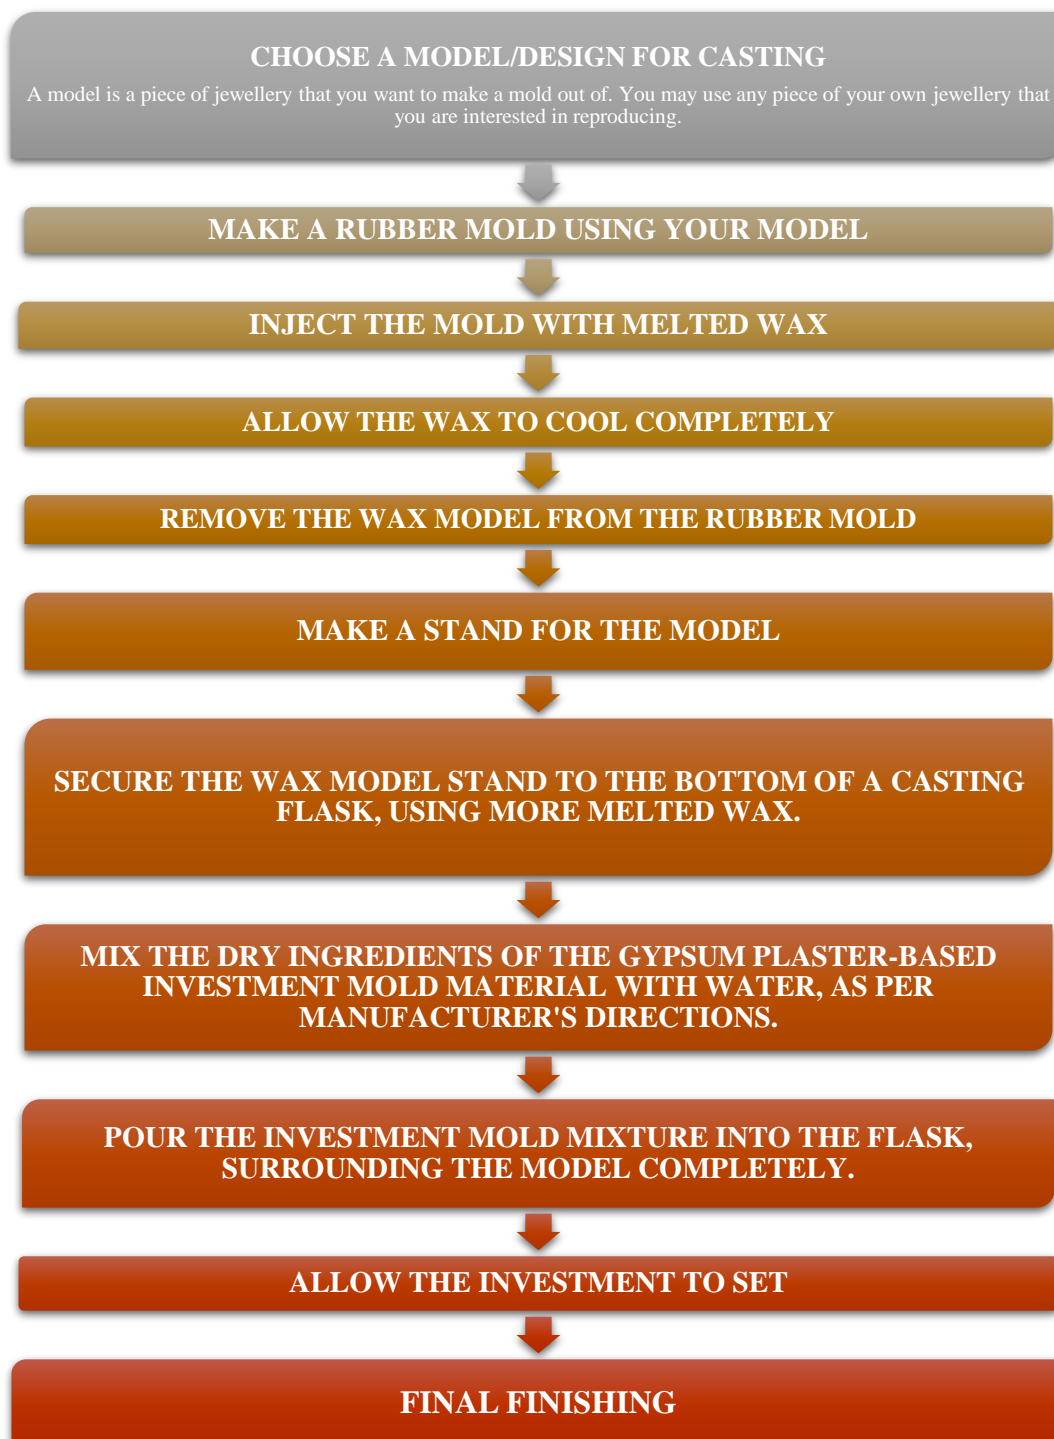 CHOOSE A MODEL/DESIGN FOR CASTING
A model is a piece of jewellery that you want to make a mold out of. You may use any piece of your own jewellery that
you are interested in reproducing.
MAKE A RUBBER MOLD USING YOUR MODEL
INJECT THE MOLD WITH MELTED WAX
ALLOW THE WAX TO COOL COMPLETELY
REMOVE THE WAX MODEL FROM THE RUBBER MOLD
MAKE A STAND FOR THE MODEL
SECURE THE WAX MODEL STAND TO THE BOTTOM OF A CASTING
FLASK, USING MORE MELTED WAX.
MIX THE DRY INGREDIENTS OF THE GYPSUM PLASTER-BASED
INVESTMENT MOLD MATERIAL WITH WATER, AS PER
MANUFACTURER'S DIRECTIONS.
POUR THE INVESTMENT MOLD MIXTURE INTO THE FLASK,
SURROUNDING THE MODEL COMPLETELY.
ALLOW THE INVESTMENT TO SET
FINAL FINISHING